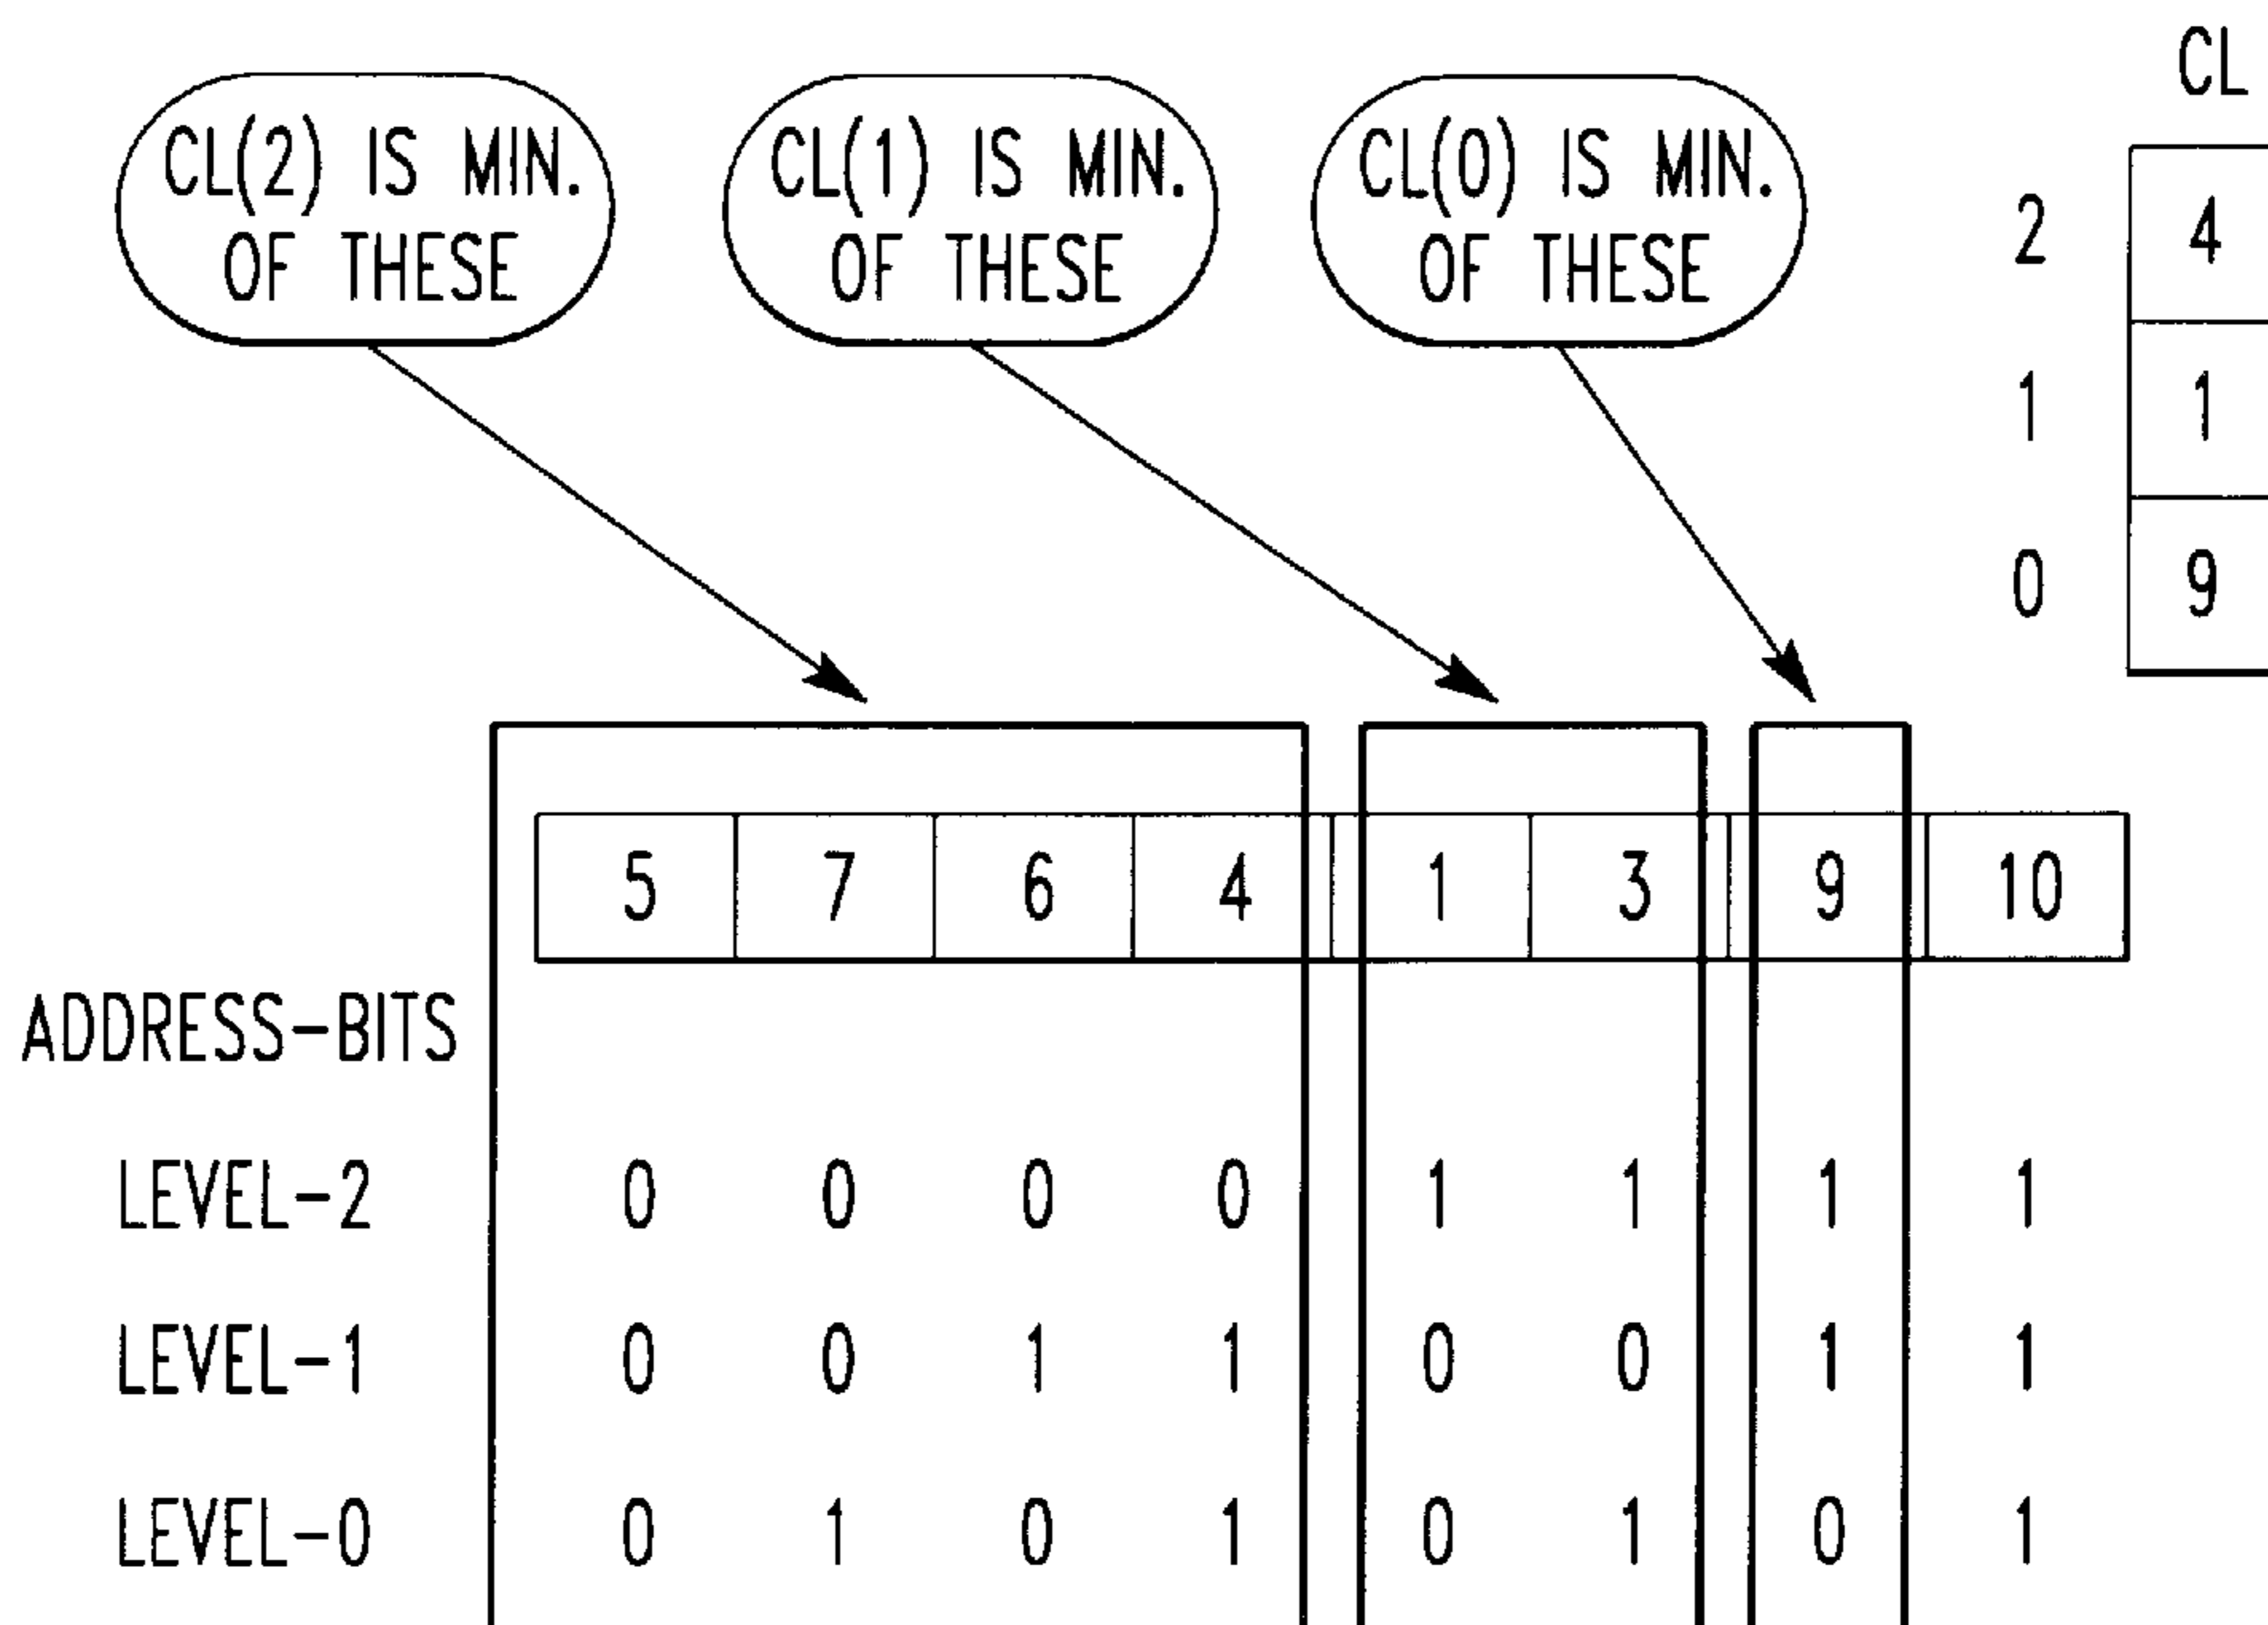 CL
CL(2) IS MIN.
OF THESE
CL(1) IS MIN.
OF THESE
CL(0) IS MIN.
OF THESE
2 4
1 1
0 9
5 7 6 4 1 3 9 10
ADDRESS-BITS
LEVEL-2 0 0 0 0 1 1 1 1
LEVEL-1 0 0 1 1 0 0 1 1
LEVEL-0 0 1 0 1 0 1 0 1